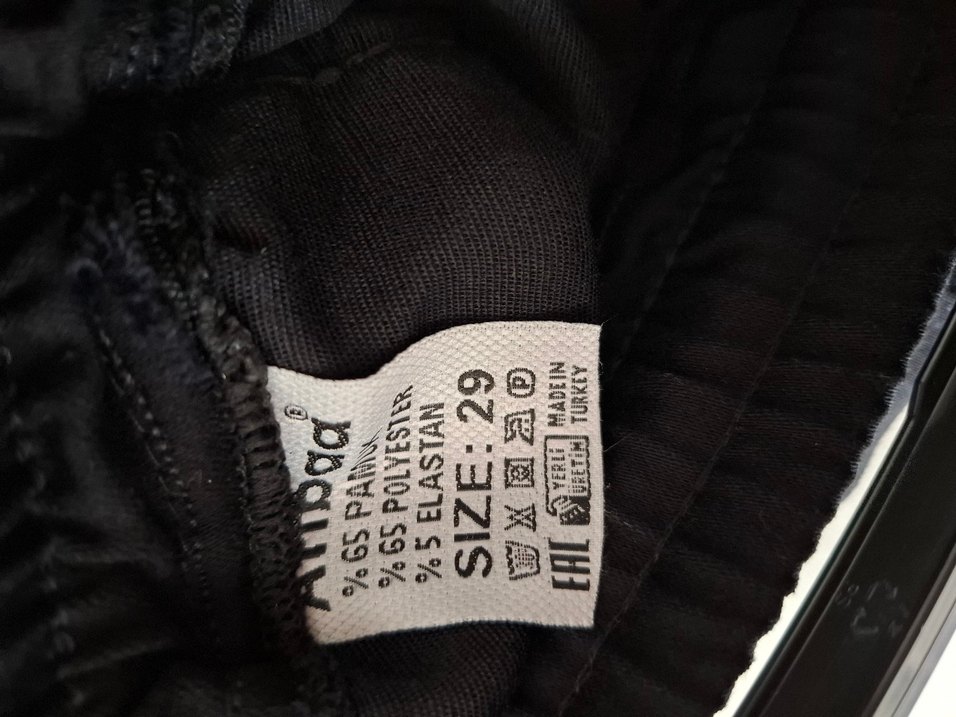 ®
% 65 PAMUK
% 65 POLYESTER
% 5 ELASTAN
SIZE: 29
P
EAC YERLİ ÜRETİM MADE IN TURKEY